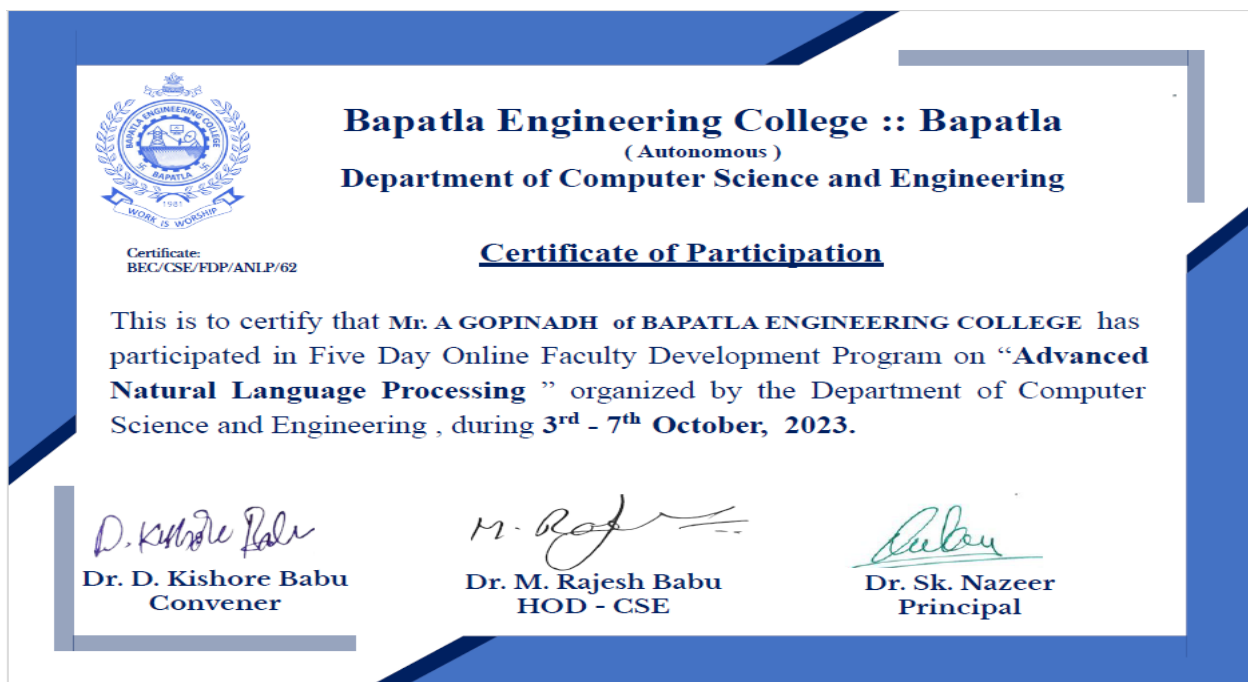 BAPATLA ENGINEERING COLLEGE
BAPATLA
1981
WORK IS WORSHIP
Bapatla Engineering College :: Bapatla
( Autonomous )
Department of Computer Science and Engineering
Certificate:
BEC/CSE/FDP/ANLP/62
Certificate of Participation
This is to certify that Mr. A GOPINADH of BAPATLA ENGINEERING COLLEGE has
participated in Five Day Online Faculty Development Program on “Advanced
Natural Language Processing ” organized by the Department of Computer
Science and Engineering , during 3rd - 7th October, 2023.
D. Kishore Babu
Dr. D. Kishore Babu
Convener
Dr. M. Rajesh Babu
HOD - CSE
Dr. Sk. Nazeer
Principal